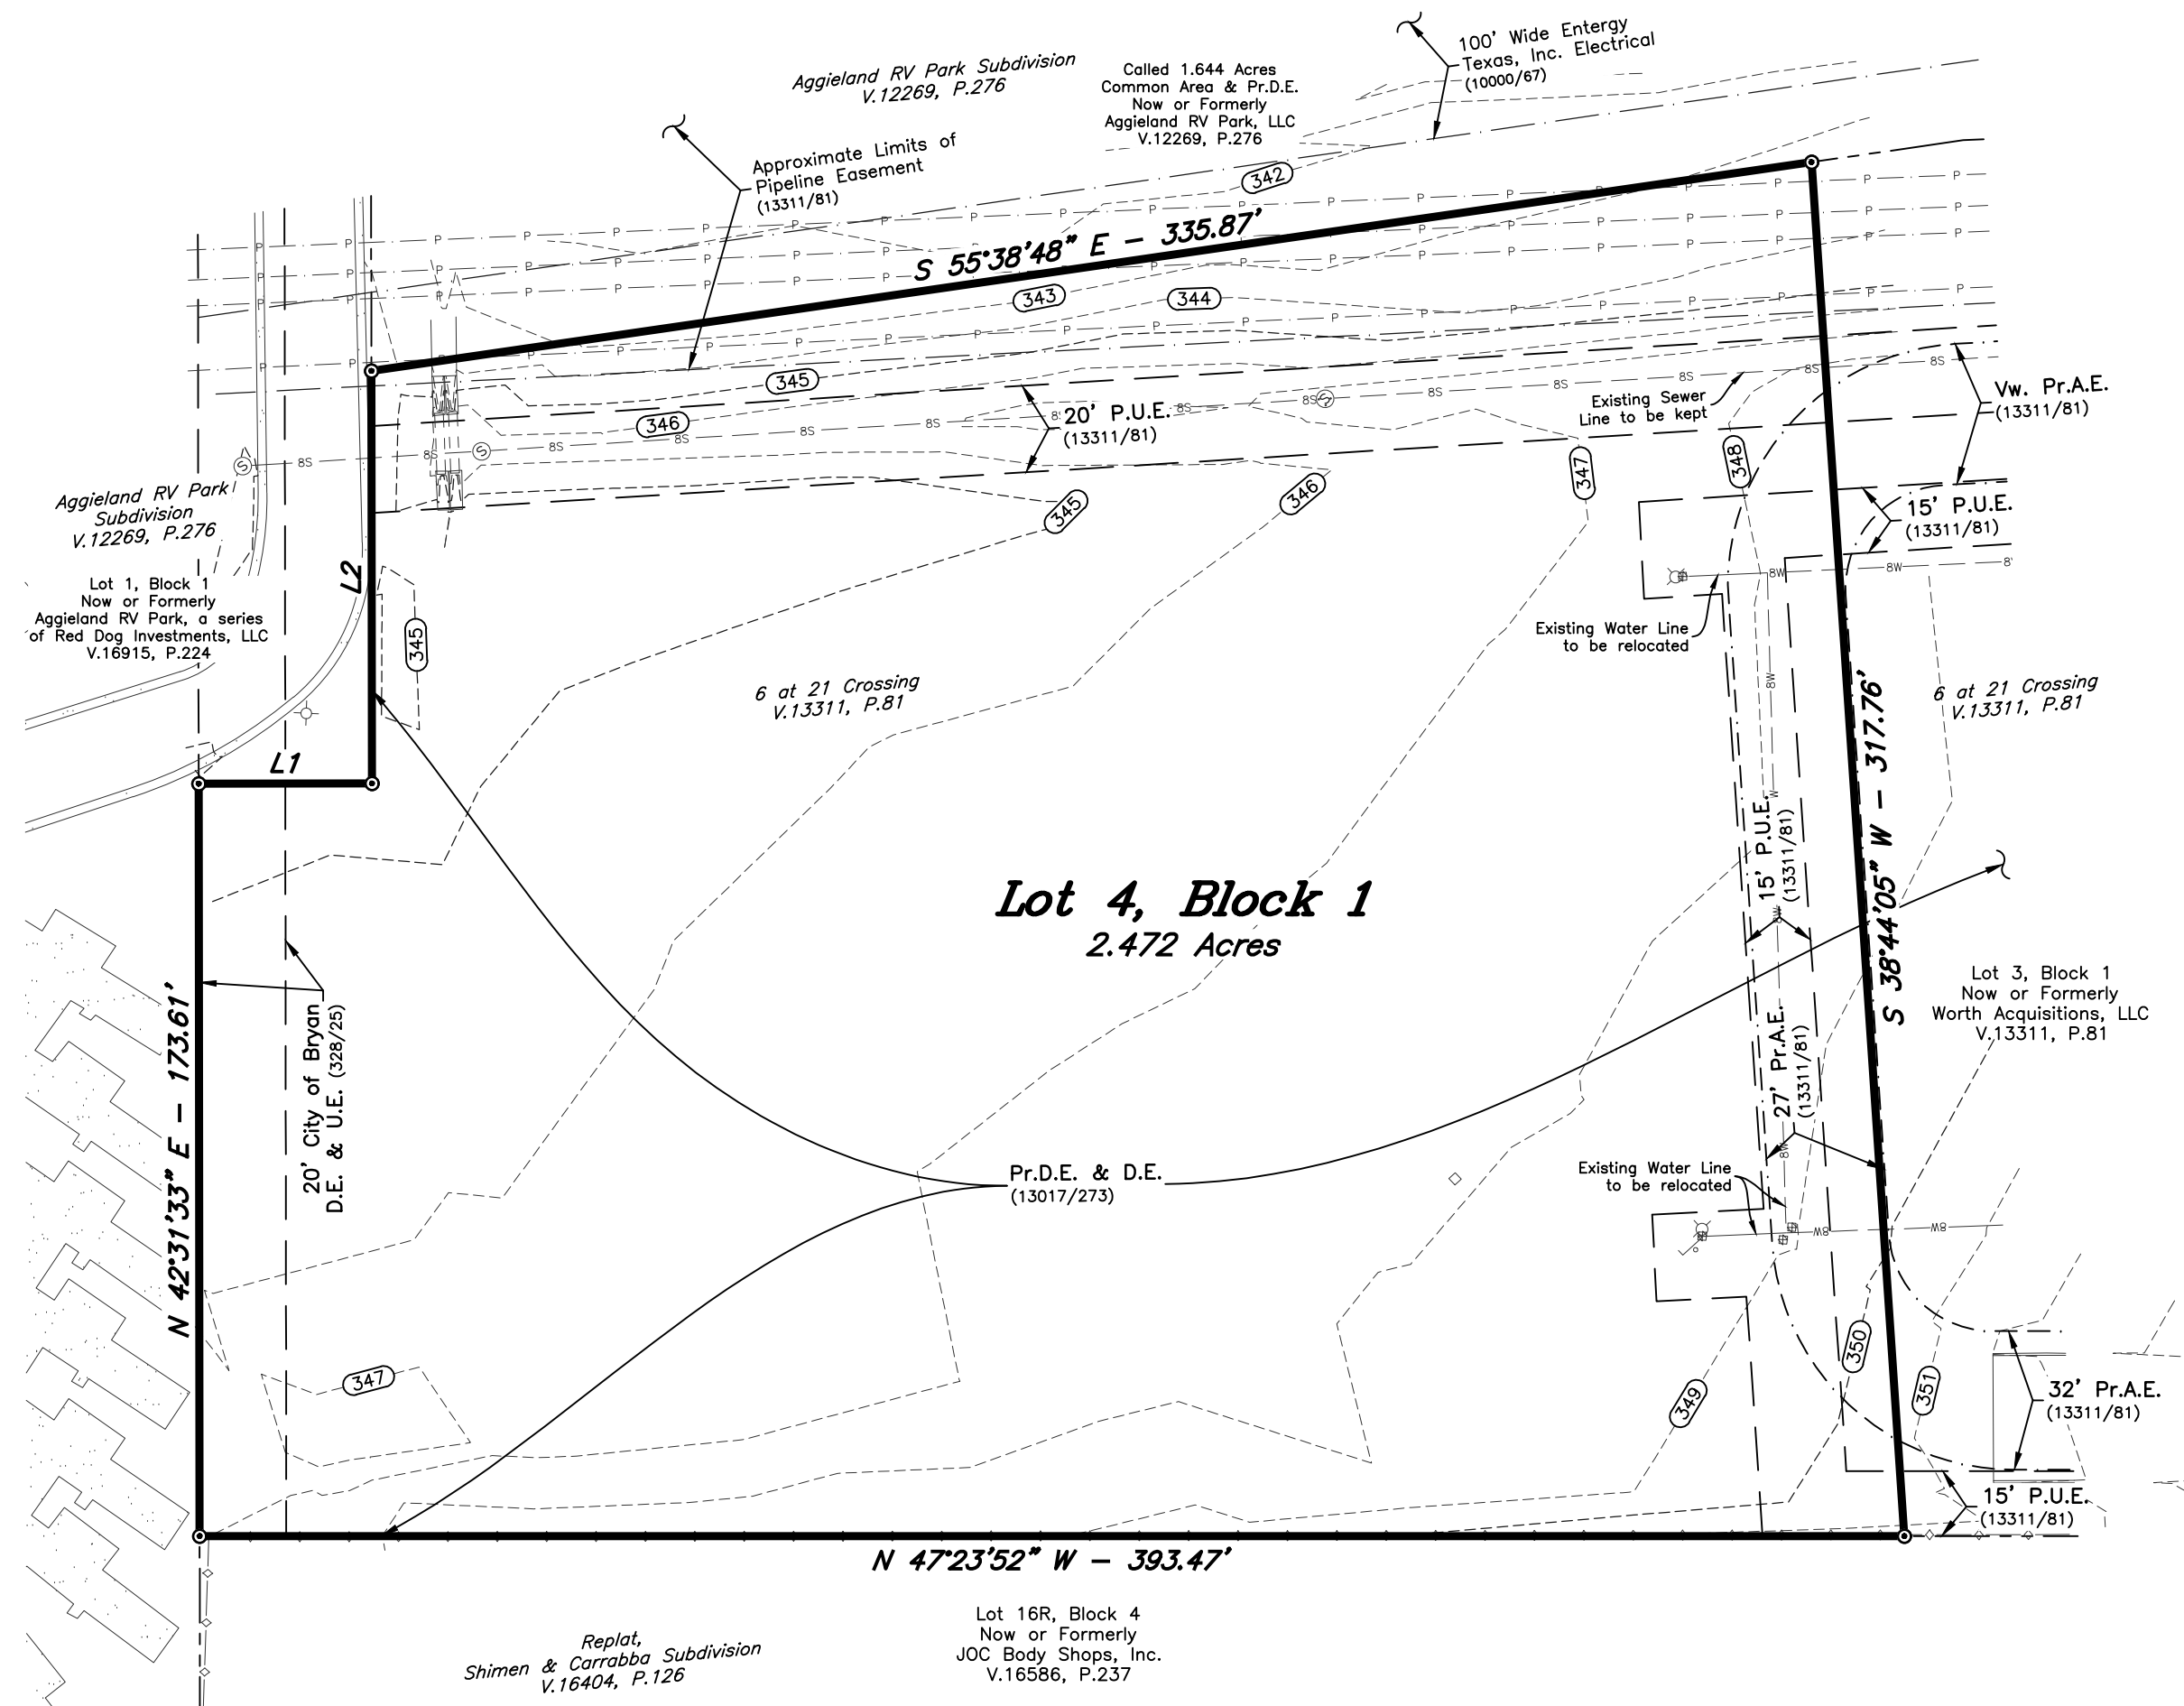 Aggieland RV Park Subdivision
V.12269, P.276
Called 1.644 Acres
Common Area & Pr.D.E.
Now or Formerly
Aggieland RV Park, LLC
V.12269, P.276
100' Wide Entergy
Texas, Inc. Electrical
(10000/67)
Approximate Limits of
Pipeline Easement
(13311/81)
342
S 55°38'48" E - 335.87'
343
344
345
346
20' P.U.E.
(13311/81)
Existing Sewer
Line to be kept
Vw. Pr.A.E.
(13311/81)
348
347
346
345
15' P.U.E.
(13311/81)
Aggieland RV Park
Subdivision
V.12269, P.276
Lot 1, Block 1
Now or Formerly
Aggieland RV Park, a series
of Red Dog Investments, LLC
V.16915, P.224
L2
345
L1
Existing Water Line
to be relocated
6 at 21 Crossing
V.13311, P.81
6 at 21 Crossing
V.13311, P.81
S 38°44'05" W - 317.76'
15' P.U.E.
(13311/81)
Lot 4, Block 1
2.472 Acres
Lot 3, Block 1
Now or Formerly
Worth Acquisitions, LLC
V.13311, P.81
N 42°31'33" E - 173.61'
20' City of Bryan
D.E. & U.E. (328/25)
27' Pr.A.E.
(13311/81)
Pr.D.E. & D.E.
(13017/273)
Existing Water Line
to be relocated
347
349
350
351
32' Pr.A.E.
(13311/81)
15' P.U.E.
(13311/81)
N 47°23'52" W - 393.47'
Lot 16R, Block 4
Now or Formerly
JOC Body Shops, Inc.
V.16586, P.237
Replat,
Shimen & Carrabba Subdivision
V.16404, P.126